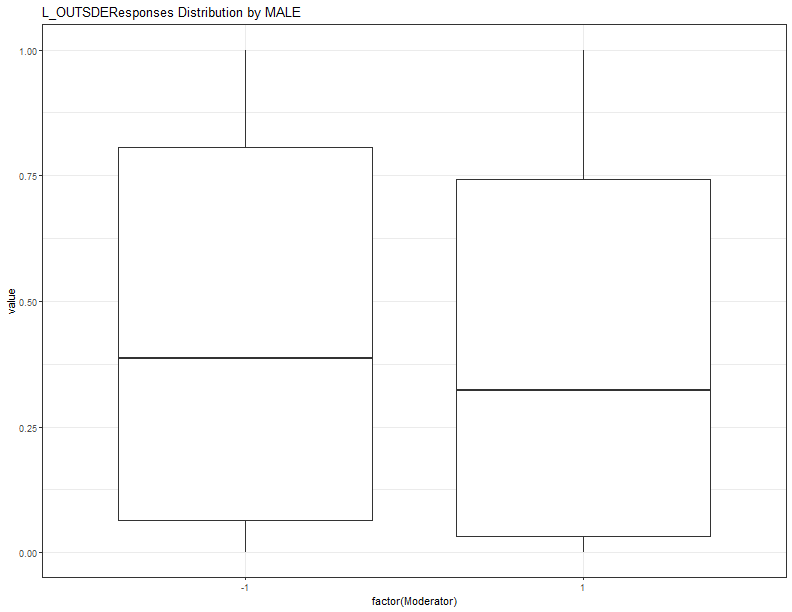 L_OUTSDEResponses Distribution by MALE
1.00
0.75
0.50
0.25
0.00
value
-1
1
factor(Moderator)